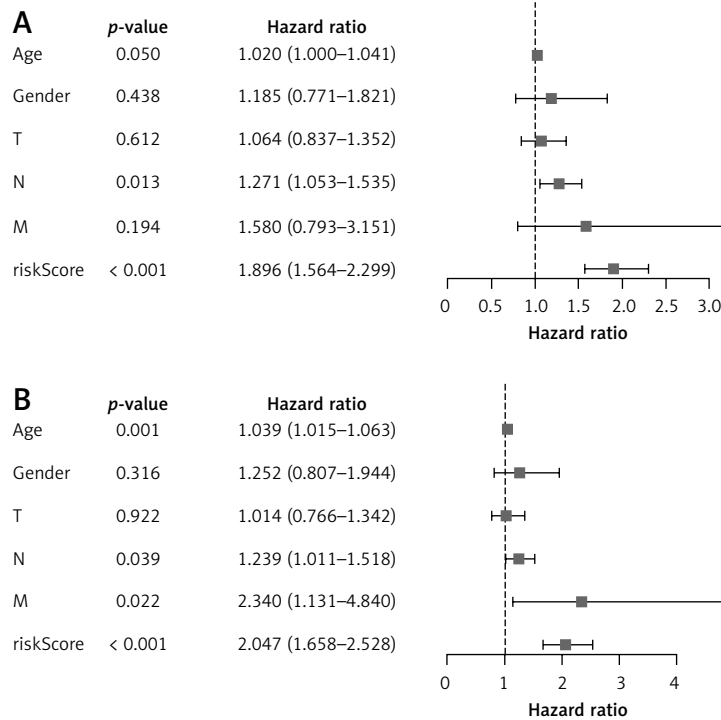 A
p-value Hazard ratio
Age 0.050 1.020 (1.000–1.041)
Gender 0.438 1.185 (0.771–1.821)
T 0.612 1.064 (0.837–1.352)
N 0.013 1.271 (1.053–1.535)
M 0.194 1.580 (0.793–3.151)
riskScore < 0.001 1.896 (1.564–2.299)
0 0.5 1.0 1.5 2.0 2.5 3.0
Hazard ratio
B
p-value Hazard ratio
Age 0.001 1.039 (1.015–1.063)
Gender 0.316 1.252 (0.807–1.944)
T 0.922 1.014 (0.766–1.342)
N 0.039 1.239 (1.011–1.518)
M 0.022 2.340 (1.131–4.840)
riskScore < 0.001 2.047 (1.658–2.528)
0 1 2 3 4
Hazard ratio